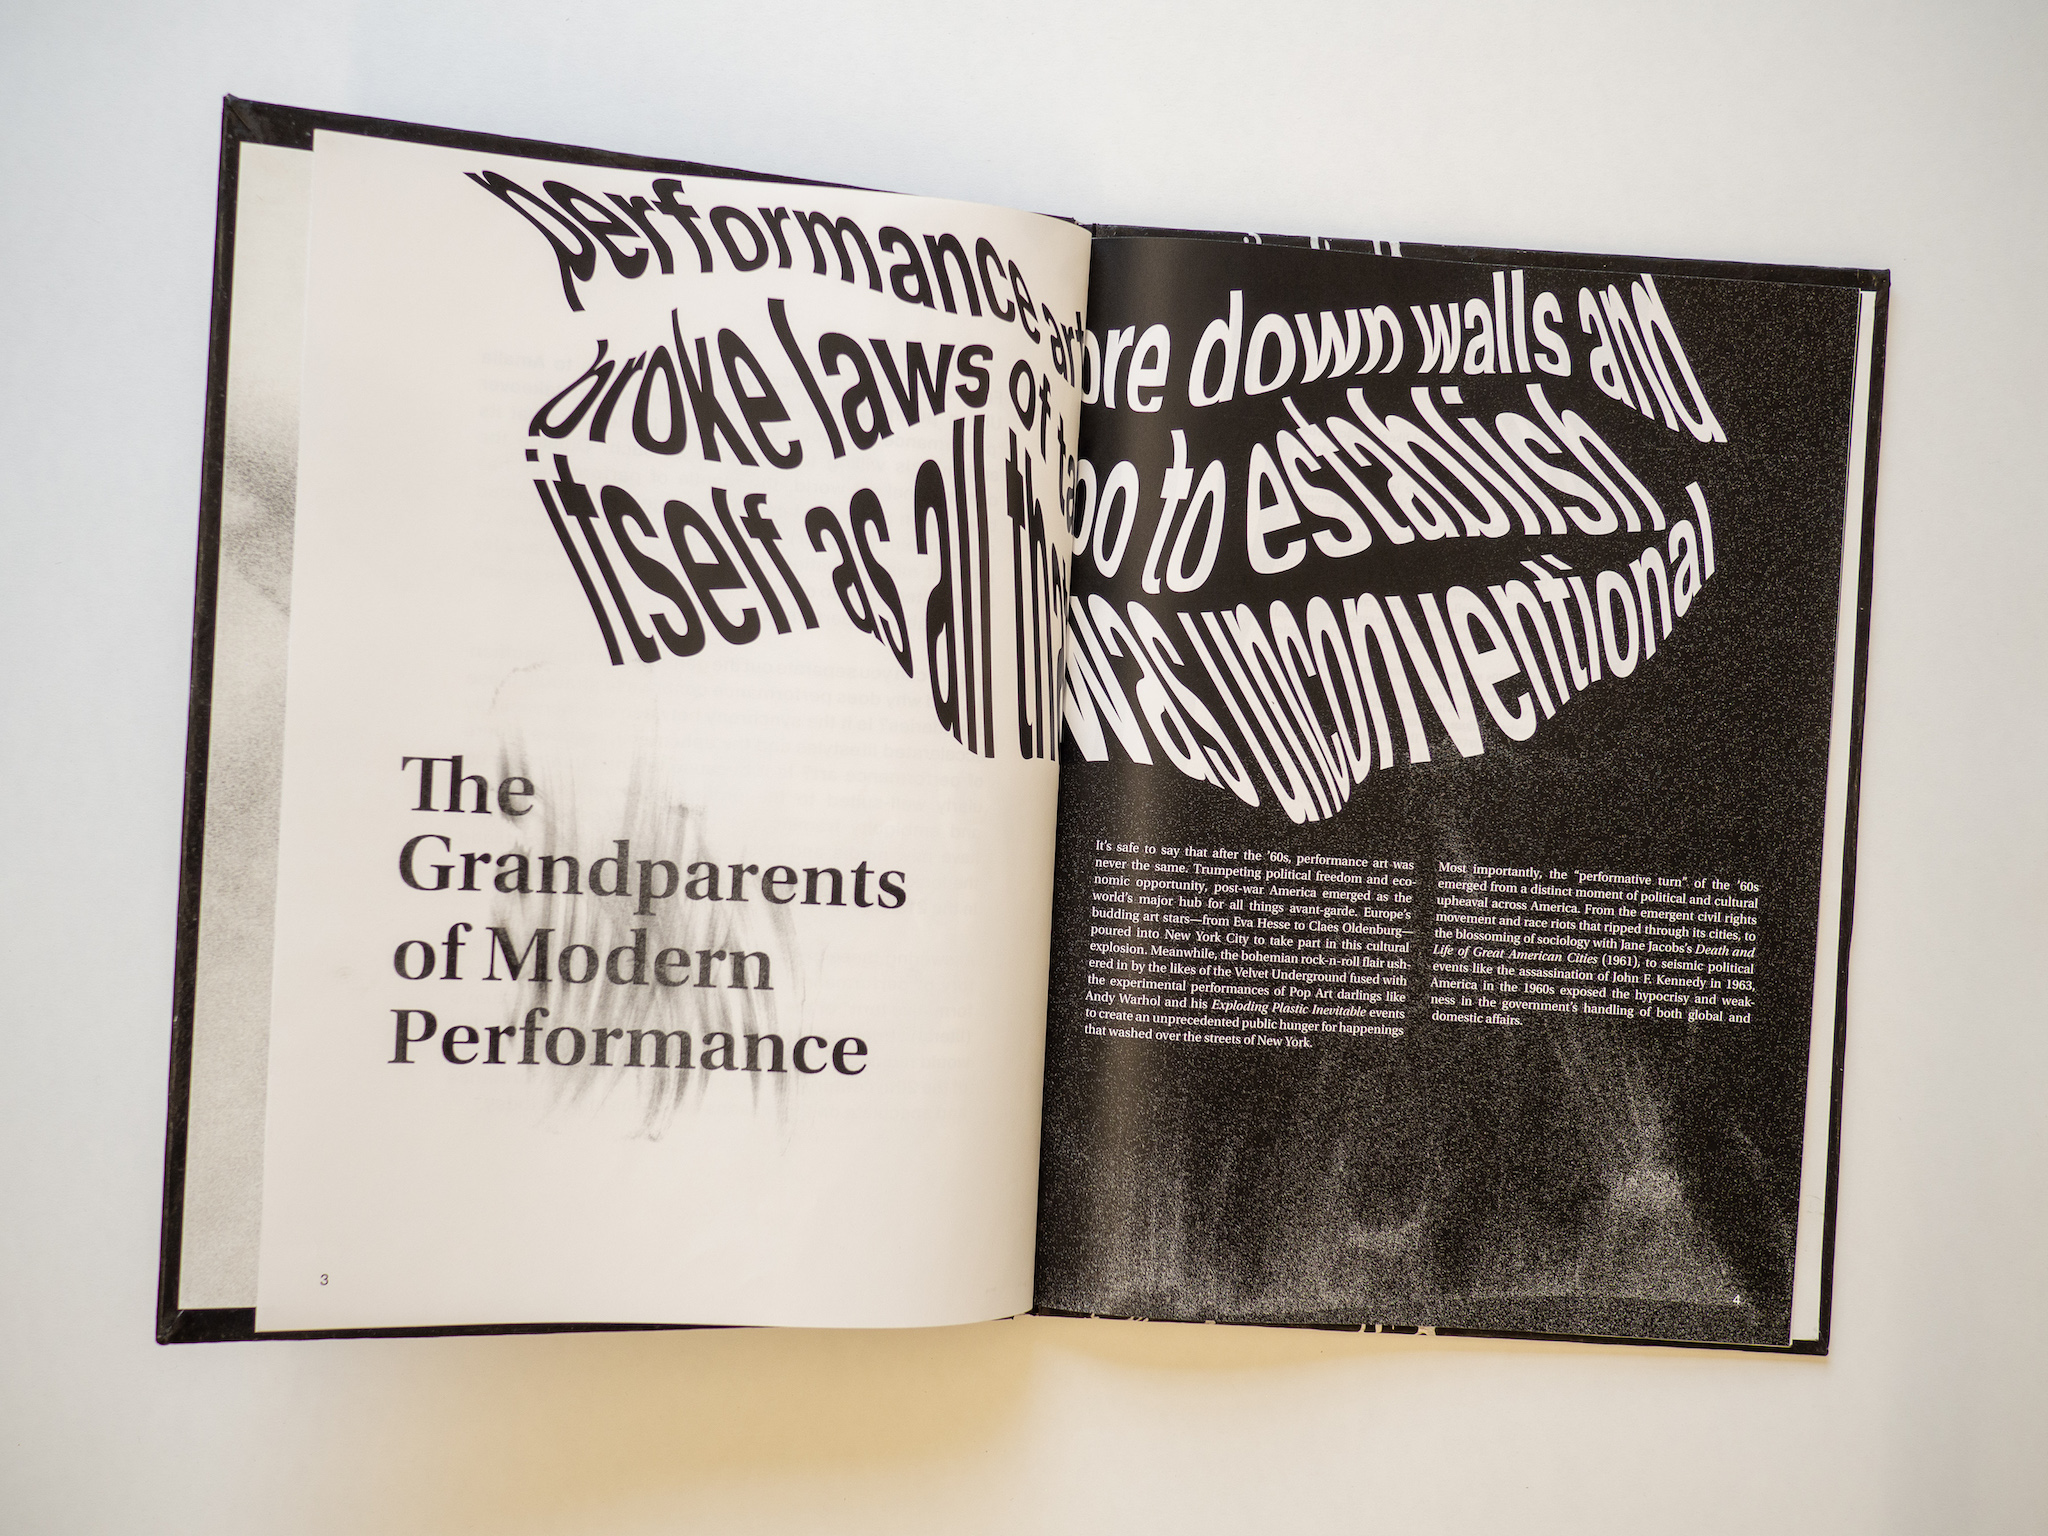 performance art tore down walls and
broke laws of taboo to establish
itself as all that was unconventional
The
Grandparents
of Modern
Performance
3
It's safe to say that after the '60s, performance art was
never the same. Trumpeting political freedom and eco-
nomic opportunity, post-war America emerged as the
world's major hub for all things avant-garde. Europe's
budding art stars—from Eva Hesse to Claes Oldenburg—
poured into New York City to take part in this cultural
explosion. Meanwhile, the bohemian rock-n-roll flair ush-
ered in by the likes of the Velvet Underground fused with
the experimental performances of Pop Art darlings like
Andy Warhol and his Exploding Plastic Inevitable events
to create an unprecedented public hunger for happenings
that washed over the streets of New York.
Most importantly, the "performative turn" of the '60s
emerged from a distinct moment of political and cultural
upheaval across America. From the emergent civil rights
movement and race riots that ripped through its cities, to
the blossoming of sociology with Jane Jacobs's Death and
Life of Great American Cities (1961), to seismic political
events like the assassination of John F. Kennedy in 1963,
America in the 1960s exposed the hypocrisy and weak-
ness in the government's handling of both global and
domestic affairs.
4